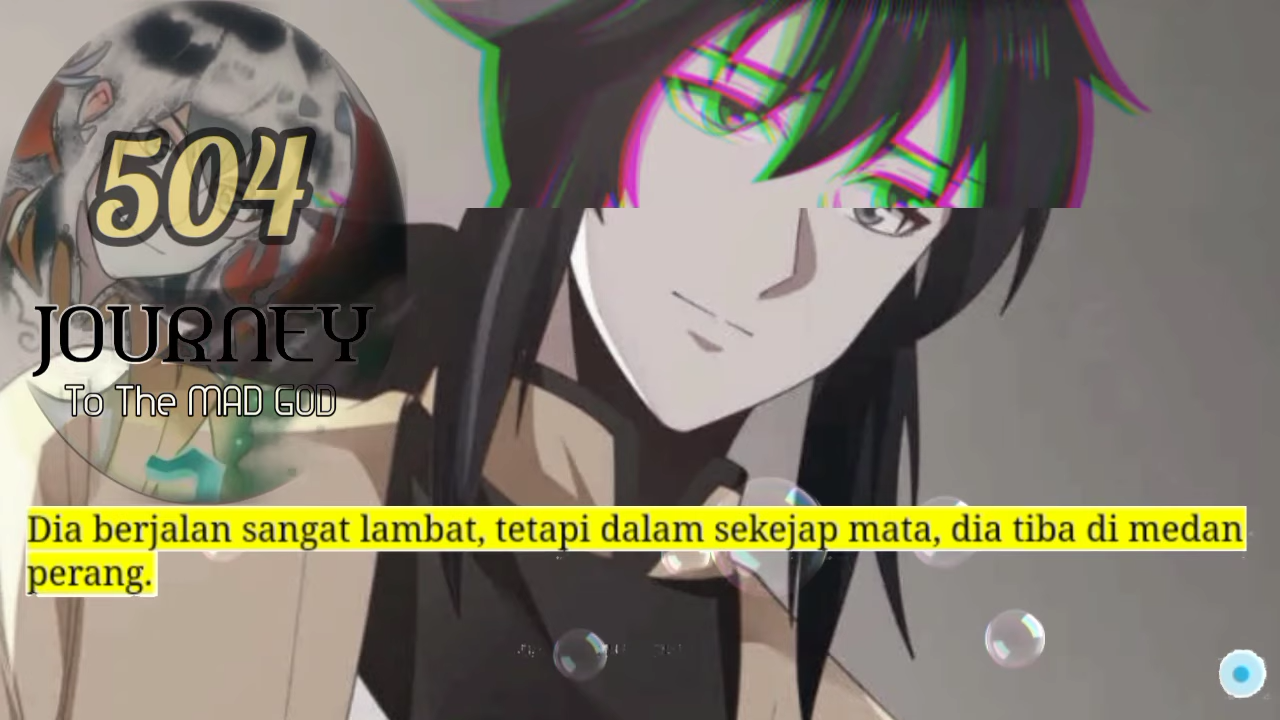 504
JOURNEY
To The MAD GOD
Dia berjalan sangat lambat, tetapi dalam sekejap mata, dia tiba di medan
perang.